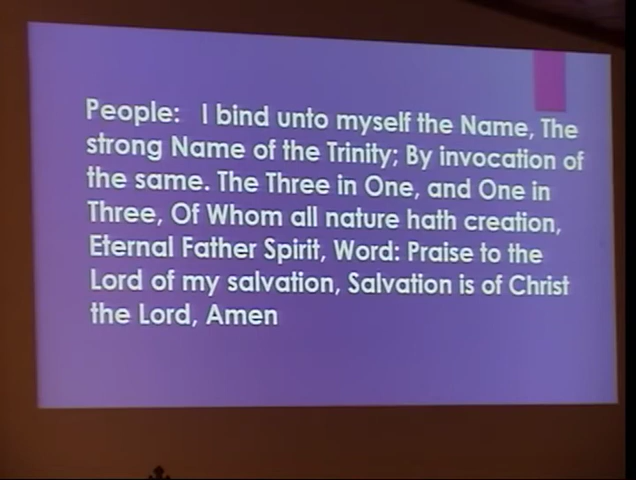 People: I bind unto myself the Name, The
strong Name of the Trinity; By invocation of
the same. The Three in One, and One in
Three, Of Whom all nature hath creation,
Eternal Father Spirit, Word: Praise to the
Lord of my salvation, Salvation is of Christ
the Lord, Amen